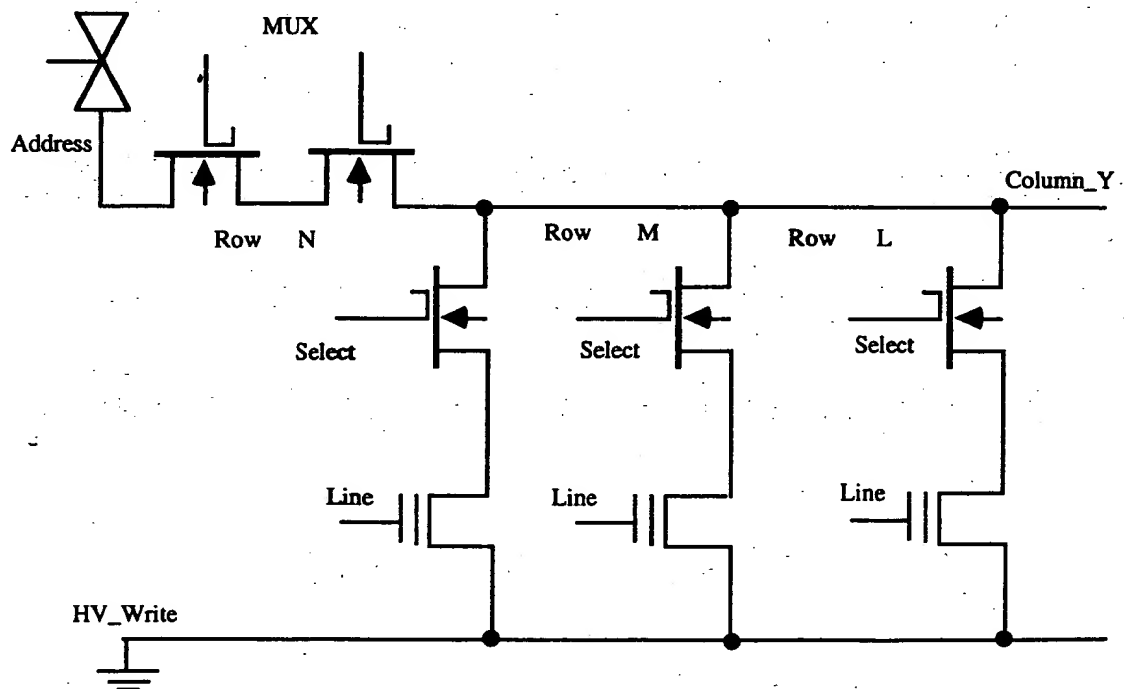 MUX
Address
Column_Y
Row N
Row M
Row L
Select
Select
Select
Line
Line
Line
HV_Write